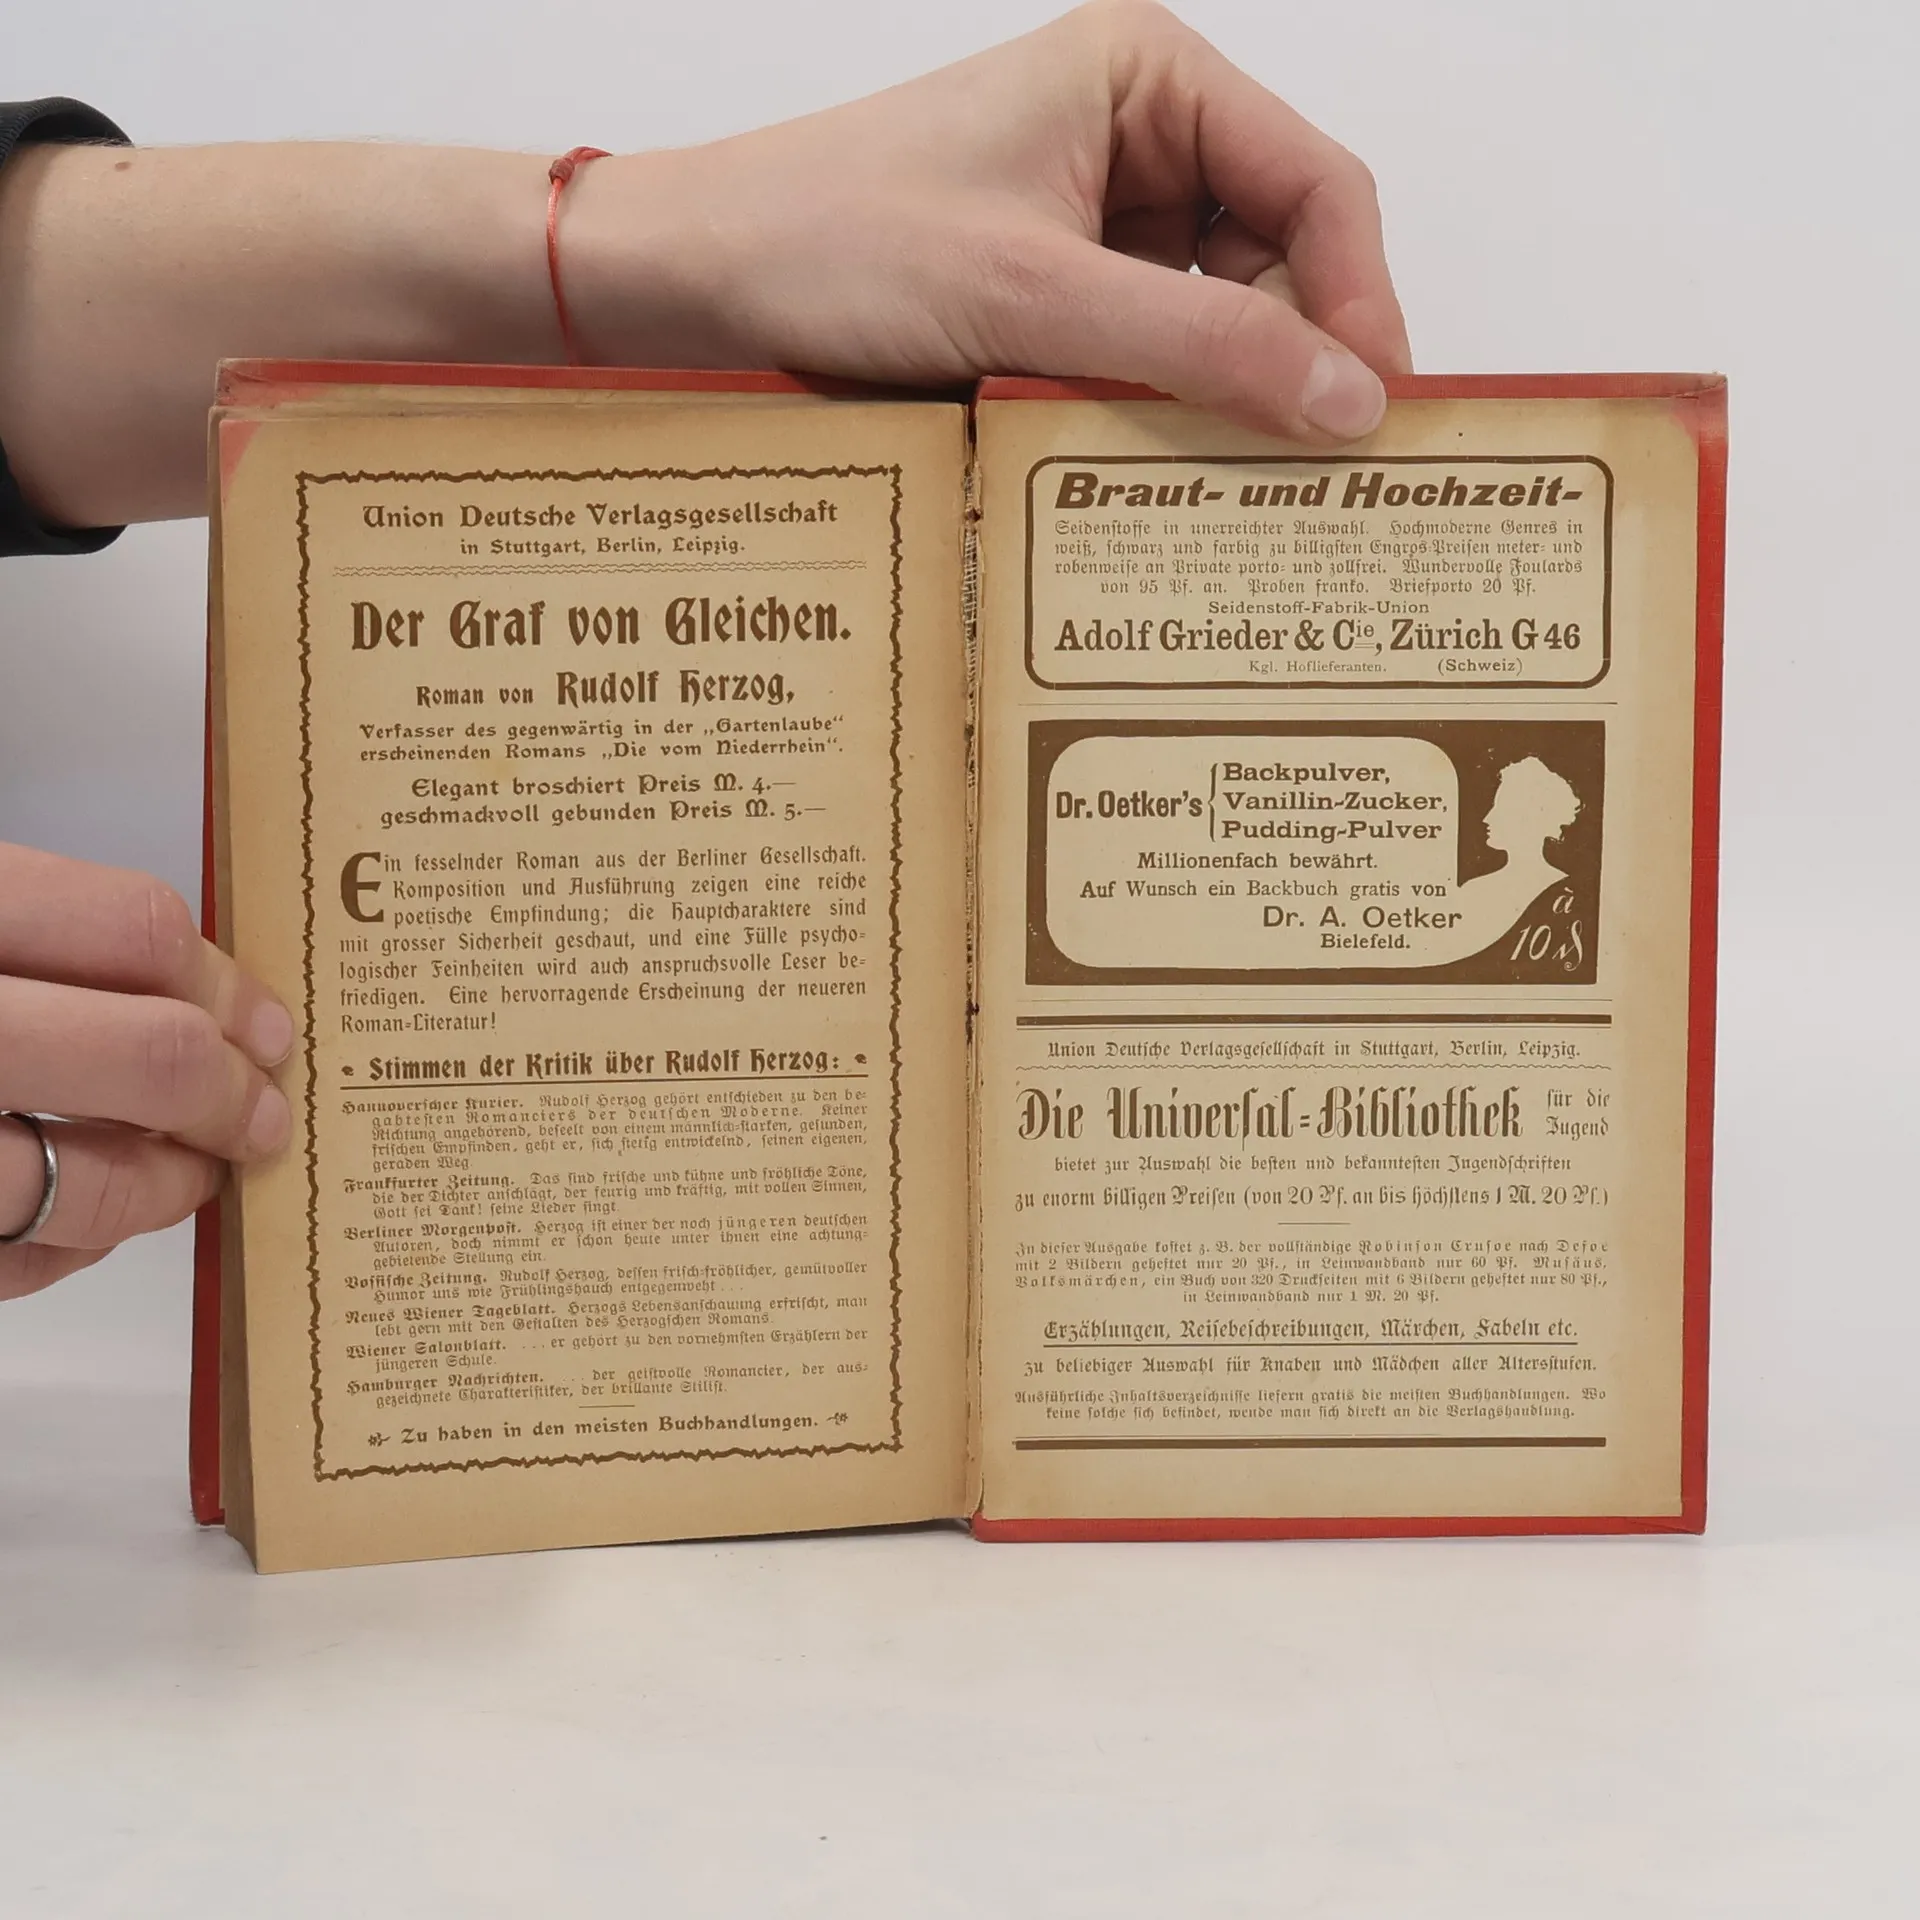 Union Deutsche Verlagsgesellschaft
in Stuttgart, Berlin, Leipzig.
Der Graf von Gleichen.
Roman von Rudolf Herzog,
Verfasser des gegenwärtig in der „Gartenlaube“
erscheinenden Romans „Die vom Niederrhein“.
Elegant broschiert Preis M. 4.—
geschmackvoll gebunden Preis M. 5.—
Ein fesselnder Roman aus der Berliner Gesellschaft.
Komposition und Ausführung zeigen eine reiche
poetische Empfindung; die Hauptcharaktere sind
mit grosser Sicherheit geschaut, und eine Fülle psycho-
logischer Feinheiten wird auch anspruchsvolle Leser be-
friedigen. Eine hervorragende Erscheinung der neueren
Roman-Literatur!
Stimmen der Kritik über Rudolf Herzog:
Hannoverscher Kurier. Rudolf Herzog gehört entschieden zu den be-
gabtesten Romanciers der deutschen Moderne. Keiner
Richtung angehörend, beseelt von einem männlich-starken, gesunden,
frischen Empfinden, geht er, sich stetig entwickelnd, seinen eigenen,
geraden Weg.
Frankfurter Zeitung. Das sind frische und kühne und fröhliche Töne,
die der Dichter anschlägt, der feurig und kräftig, mit vollen Sinnen,
Gott sei Dank! seine Lieder singt.
Berliner Morgenpost. Herzog ist einer der noch jüngeren deutschen
Autoren, doch nimmt er schon heute unter ihnen eine achtung-
gebietende Stellung ein.
Vossische Zeitung. Rudolf Herzog, dessen frisch-fröhlicher, gemütvoller
Humor uns wie Frühlingshauch entgegenweht . . .
Neues Wiener Tageblatt. Herzogs Lebensanschauung erfrischt, man
lebt gern mit den Gestalten des Herzogschen Romans.
Wiener Salonblatt. . . . er gehört zu den vornehmsten Erzählern der
jüngeren Schule.
Hamburger Nachrichten. . . . der geistvolle Romancier, der aus-
gezeichnete Charakteristiker, der brillante Stilist.
Zu haben in den meisten Buchhandlungen.
Braut- und Hochzeit-
Seidenstoffe in unerreichter Auswahl. Hochmoderne Genres in
weiß, schwarz und farbig zu billigsten Engros-Preisen meter- und
robenweise an Private porto- und zollfrei. Wundervolle Foulards
von 95 Pf. an. Proben franko. Briefporto 20 Pf.
Seidenstoff-Fabrik-Union
Adolf Grieder & Cie, Zürich G 46
Kgl. Hoflieferanten. (Schweiz)
Dr. Oetker's
Backpulver,
Vanillin-Zucker,
Pudding-Pulver
Millionenfach bewährt.
Auf Wunsch ein Backbuch gratis von
Dr. A. Oetker
Bielefeld.
à
10 ₰
Union Deutsche Verlagsgesellschaft in Stuttgart, Berlin, Leipzig.
Die Universal-Bibliothek für die Jugend
bietet zur Auswahl die besten und bekanntesten Jugendschriften
zu enorm billigen Preisen (von 20 Pf. an bis höchstens 1 M. 20 Pf.)
In dieser Ausgabe kostet z. B. der vollständige Robinson Crusoe nach Defoe
mit 2 Bildern geheftet nur 20 Pf., in Leinwandband nur 60 Pf. Musäus,
Volksmärchen, ein Buch von 320 Druckseiten mit 6 Bildern geheftet nur 80 Pf.,
in Leinwandband nur 1 M. 20 Pf.
Erzählungen, Reisebeschreibungen, Märchen, Fabeln etc.
zu beliebiger Auswahl für Knaben und Mädchen aller Altersstufen.
Ausführliche Inhaltsverzeichnisse liefern gratis die meisten Buchhandlungen. Wo
keine solche sich befindet, wende man sich direkt an die Verlagshandlung.